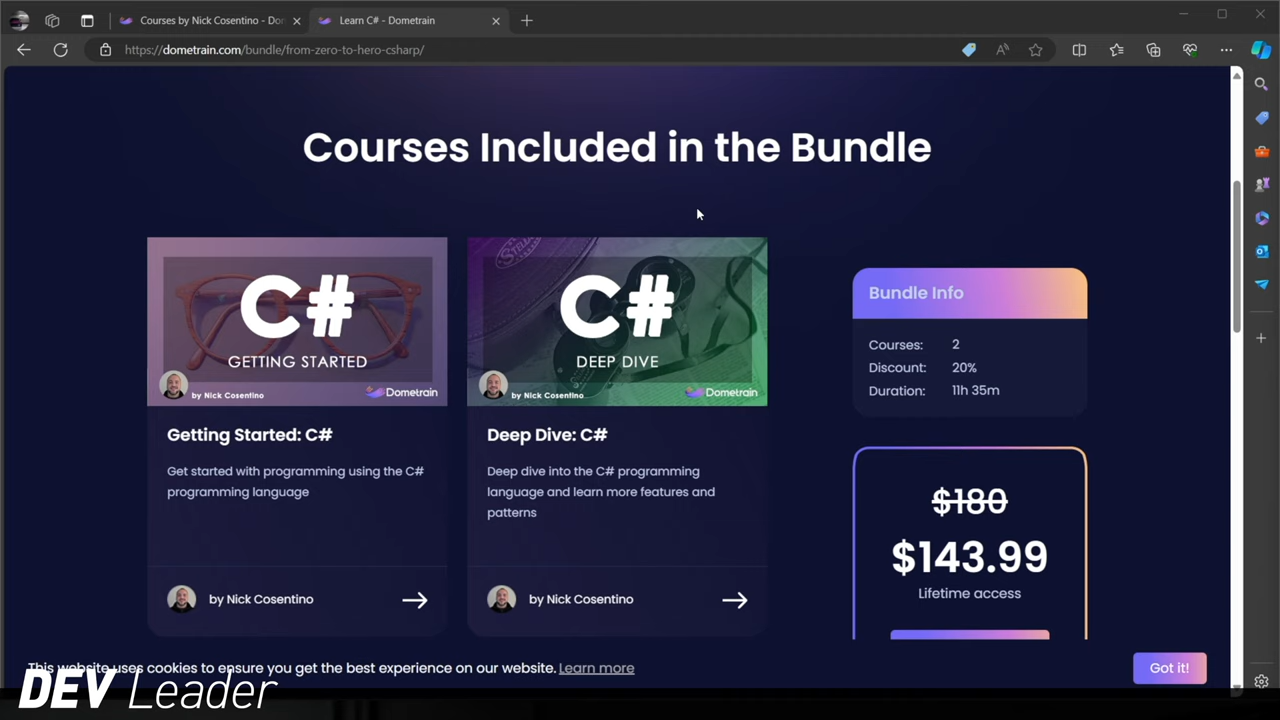 Courses by Nick Cosentino - Dor
Learn C# - Dometrain
https://dometrain.com/bundle/from-zero-to-hero-csharp/
Courses Included in the Bundle
C#
GETTING STARTED
by Nick Cosentino
Dometrain
C#
DEEP DIVE
by Nick Cosentino
Dometrain
Getting Started: C#
Get started with programming using the C#
programming language
by Nick Cosentino
Deep Dive: C#
Deep dive into the C# programming
language and learn more features and
patterns
by Nick Cosentino
Bundle Info
Courses: 2
Discount: 20%
Duration: 11h 35m
$180
$143.99
Lifetime access
This website uses cookies to ensure you get the best experience on our website. Learn more
Got it!
DEV Leader